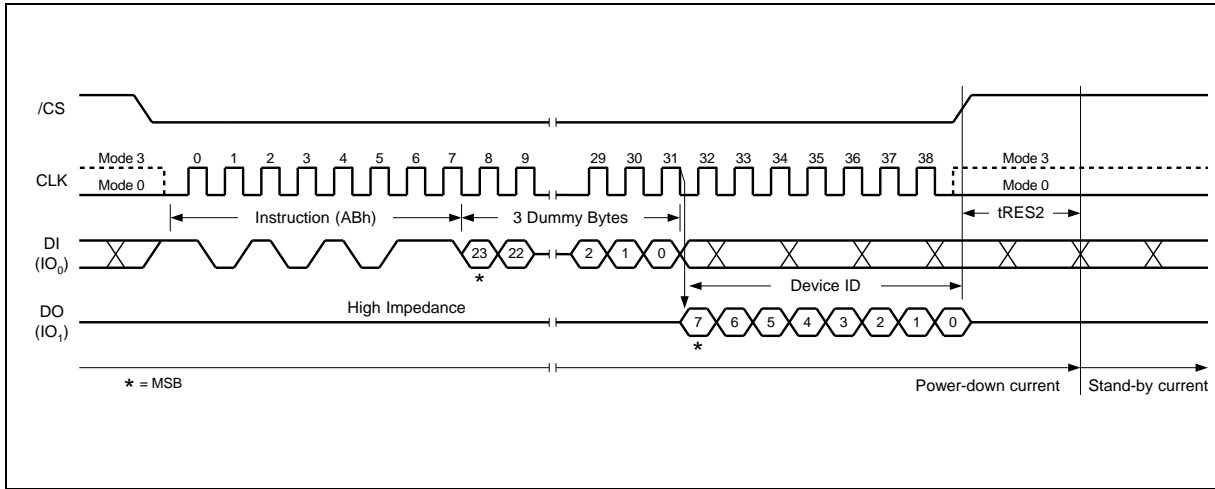 /CS
Mode 3 0 1 2 3 4 5 6 7 8 9 29 30 31 32 33 34 35 36 37 38 Mode 3
CLK Mode 0 Mode 0
Instruction (ABh) 3 Dummy Bytes tRES2
DI
(IO0)
23 22 2 1 0
*
Device ID
High Impedance
DO
(IO1)
7 6 5 4 3 2 1 0
*
* = MSB
Power-down current Stand-by current